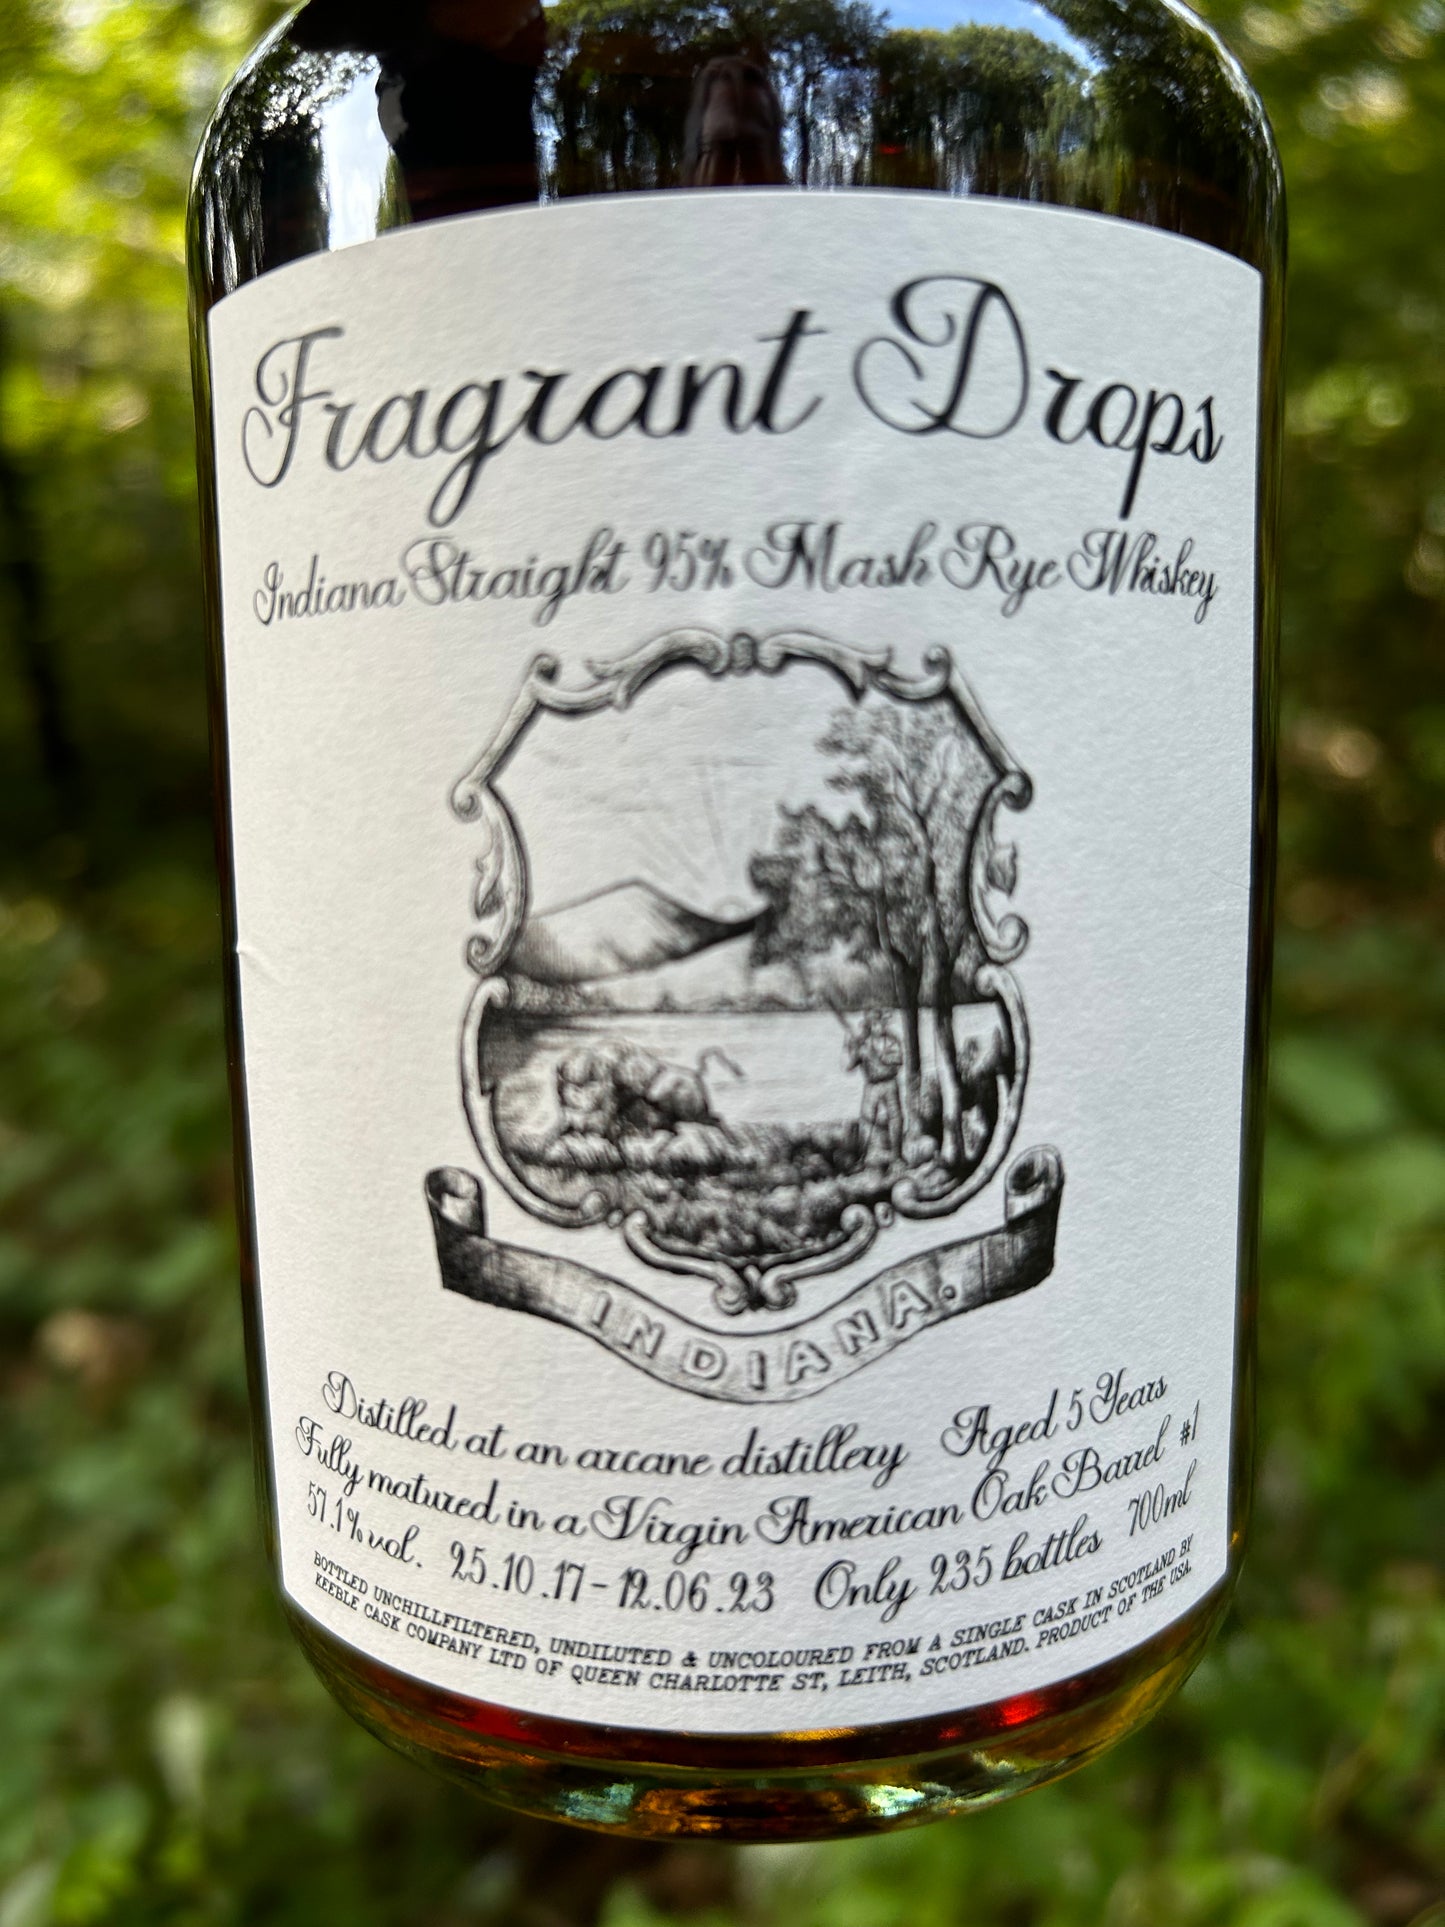 Fragrant Drops
Indiana Straight 95% Mash Rye Whiskey
INDIANA.
Distilled at an arcane distillery Aged 5 Years
Fully matured in a Virgin American Oak Barrel #1
57.1% vol. 25.10.17-12.06.23 Only 235 bottles 700ml
BOTTLED UNCHILLFILTERED, UNDILUTED & UNCOLOURED FROM A SINGLE CASK IN SCOTLAND BY
KEEBLE CASK COMPANY LTD OF QUEEN CHARLOTTE ST, LEITH, SCOTLAND. PRODUCT OF THE USA.